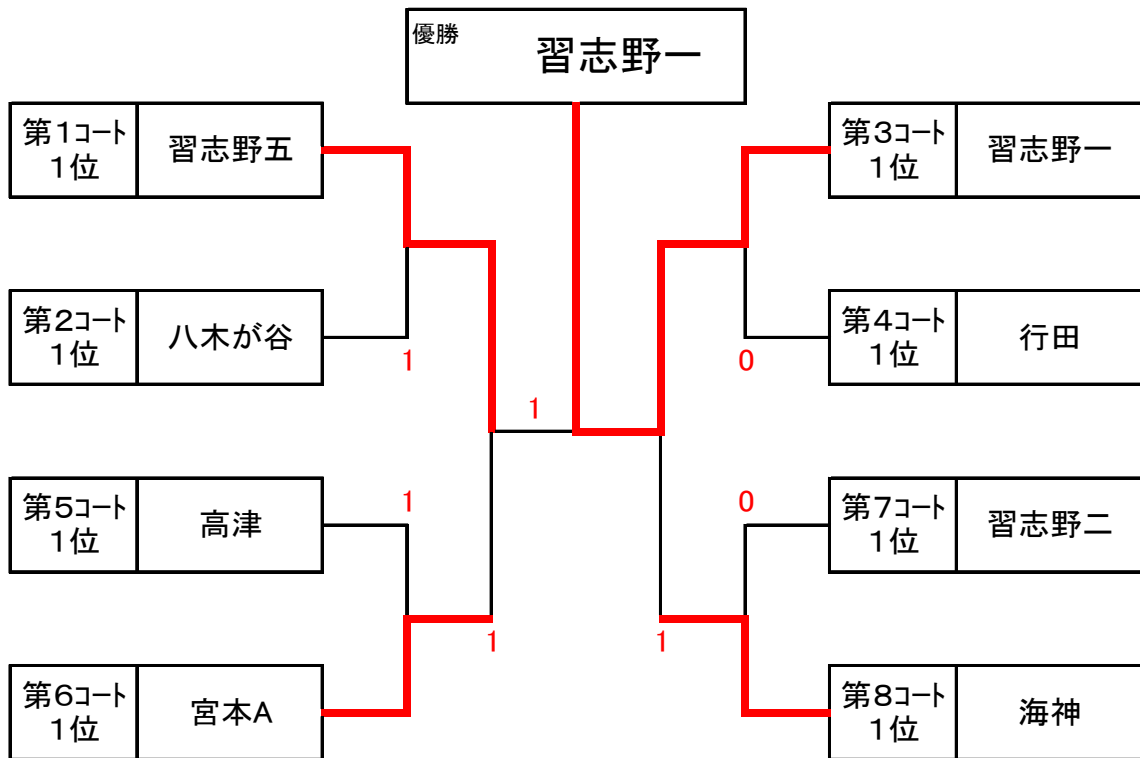 優勝
習志野一
第1コート
1位
習志野五
第3コート
1位
習志野一
第2コート
1位
八木が谷
1
第4コート
1位
行田
0
1
第5コート
1位
高津
1
第7コート
1位
習志野二
0
1
1
第6コート
1位
宮本A
第8コート
1位
海神